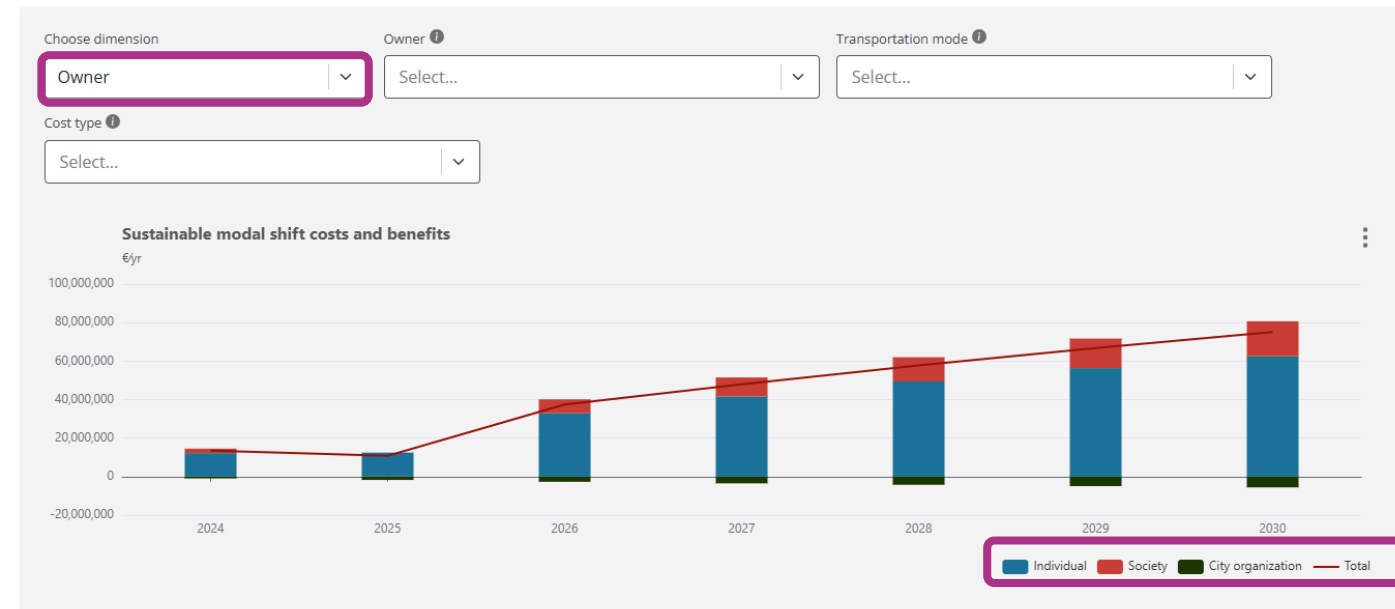 Choose dimension
Owner
Owner
Select...
Transportation mode
Select...
Cost type
Select...
Sustainable modal shift costs and benefits
€/yr
100,000,000
80,000,000
60,000,000
40,000,000
20,000,000
0
-20,000,000
2024 2025 2026 2027 2028 2029 2030
Individual Society City organization Total